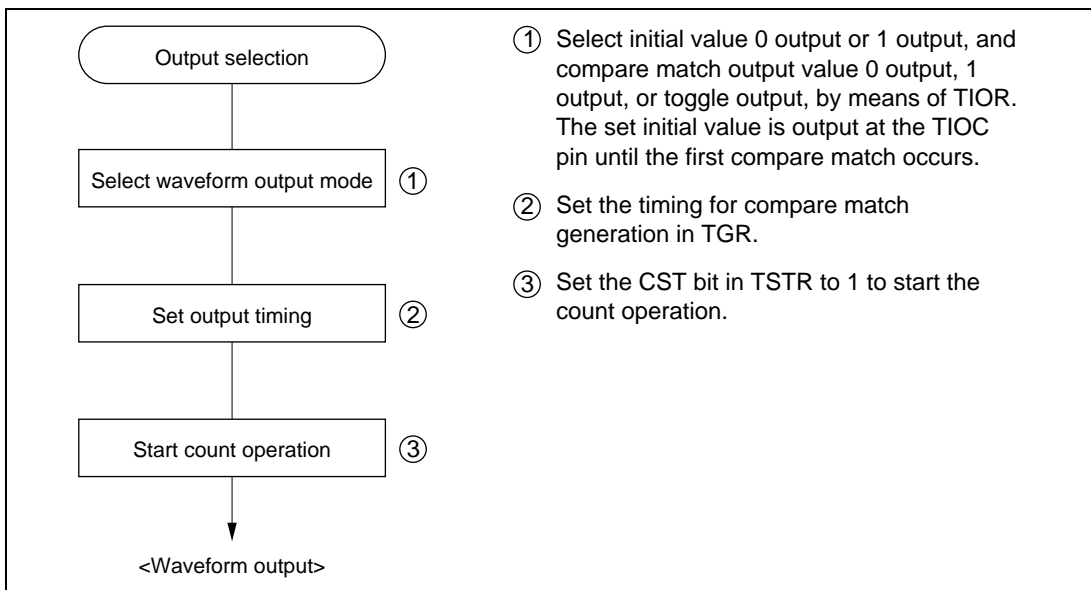 Output selection
Select waveform output mode ①
Set output timing ②
Start count operation ③
<Waveform output>
① Select initial value 0 output or 1 output, and
compare match output value 0 output, 1
output, or toggle output, by means of TIOR.
The set initial value is output at the TIOC
pin until the first compare match occurs.
② Set the timing for compare match
generation in TGR.
③ Set the CST bit in TSTR to 1 to start the
count operation.